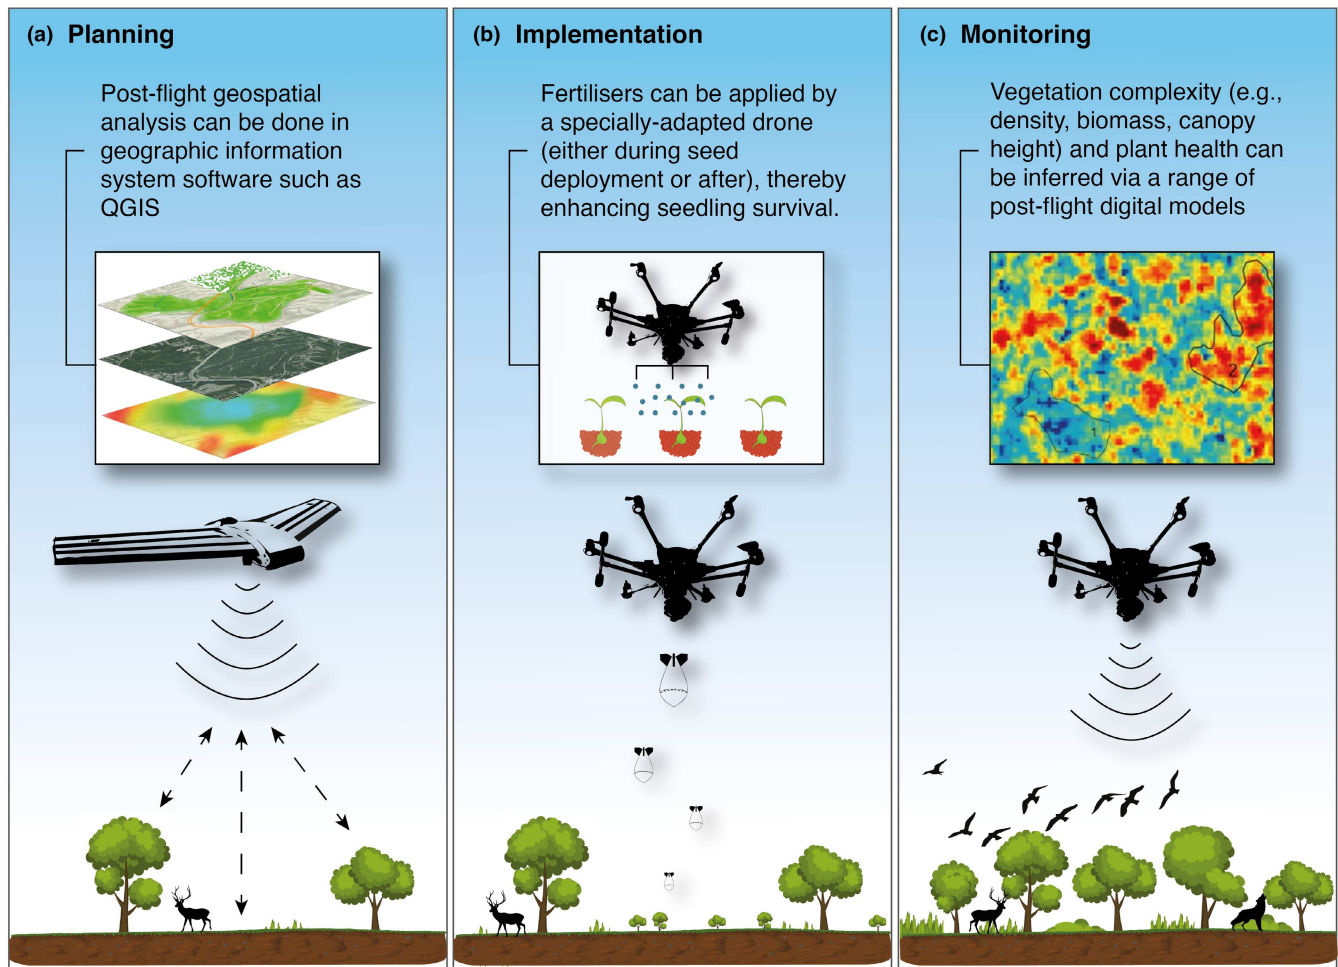 (a) Planning
Post-flight geospatial
analysis can be done in
geographic information
system software such as
QGIS
(b) Implementation
Fertilisers can be applied by
a specially-adapted drone
(either during seed
deployment or after), thereby
enhancing seedling survival.
(c) Monitoring
Vegetation complexity (e.g.,
density, biomass, canopy
height) and plant health can
be inferred via a range of
post-flight digital models
2
1